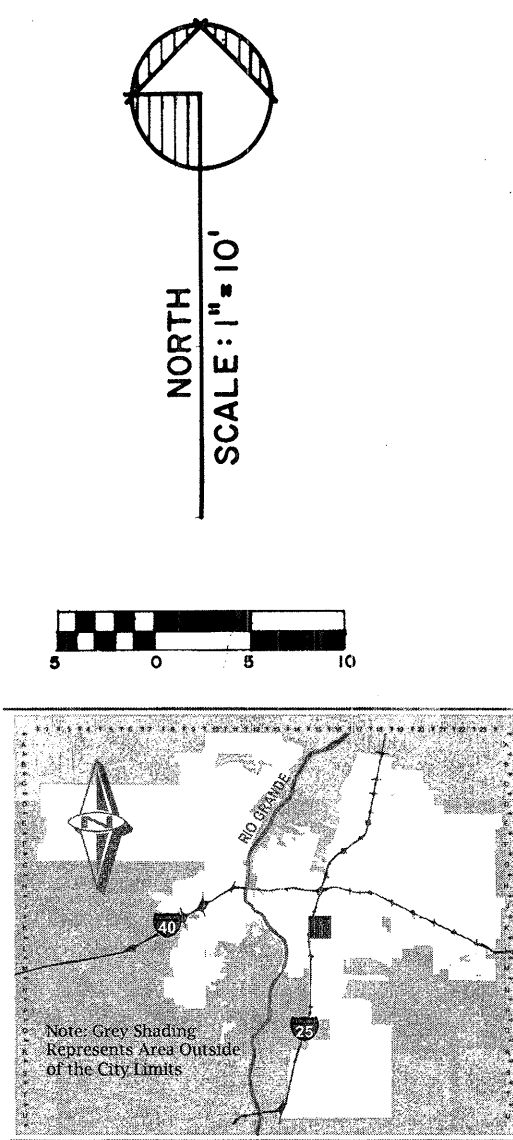 NORTH
SCALE: 1" = 10'
5 0 5 10
RIO GRANDE
N
40
25
Note: Grey Shading
Represents Area Outside
of the City Limits